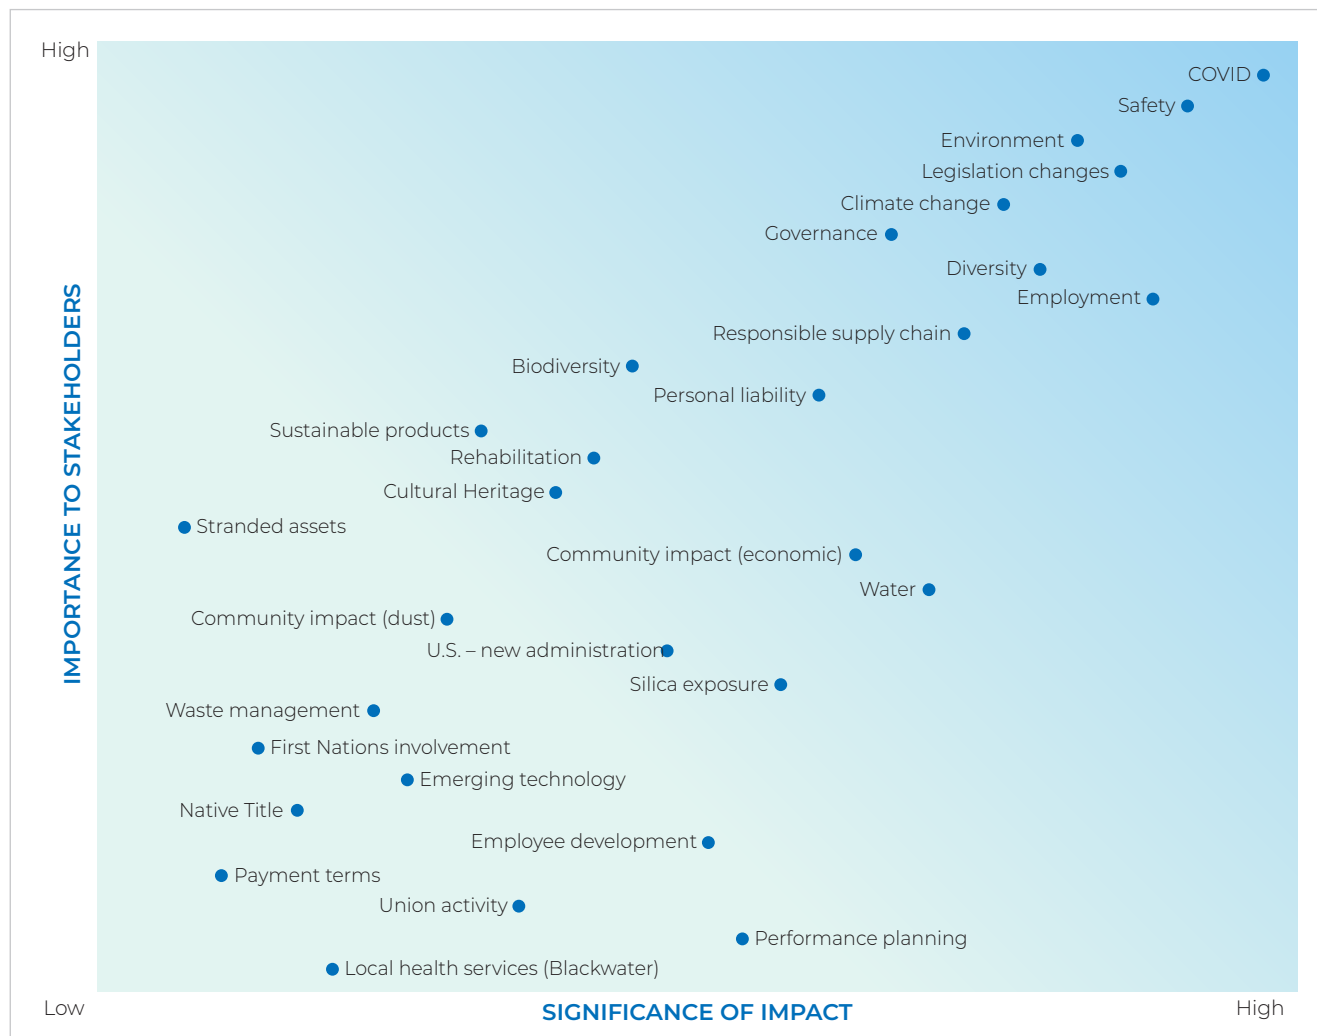 High
COVID
Safety
Environment
Legislation changes
Climate change
Governance
Diversity
Employment
Responsible supply chain
Biodiversity
Personal liability
Sustainable products
Rehabilitation
Cultural Heritage
Stranded assets
Community impact (economic)
Water
Community impact (dust)
U.S. – new administration
Silica exposure
Waste management
First Nations involvement
Emerging technology
Native Title
Employee development
Payment terms
Union activity
Performance planning
Local health services (Blackwater)
IMPORTANCE TO STAKEHOLDERS
Low
SIGNIFICANCE OF IMPACT
High